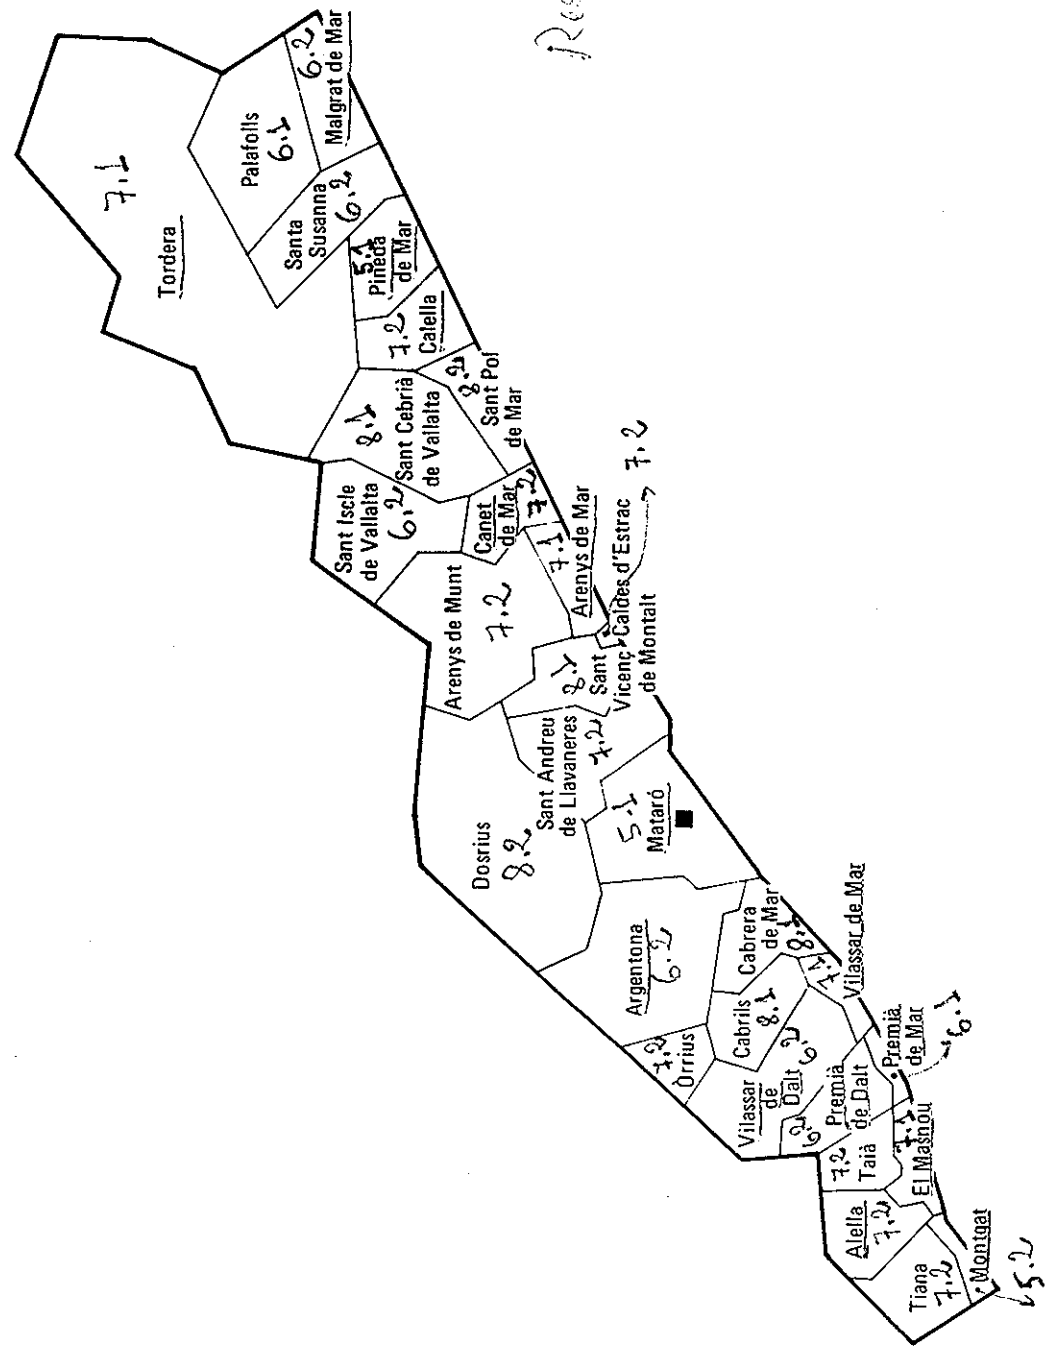 Tordera
7.1
Palafolls
6.1
6.2
Malgrat de Mar
Santa
Susanna
6.2
5.1
Pineda
de Mar
7.2
Calella
8.2
Sant Pol
de Mar
8.1
Sant Cebrià
de Vallalta
Sant Iscle
de Vallalta
6.2
Canet
de Mar
7.2
Arenys de Munt
7.2
7.1
Arenys de Mar
Caldes d'Estrac
7.2
8.1
Sant
Vicenç
de Montalt
Sant Andreu
de Llavaneres
7.2
Dosrius
8.2
5.1
Mataró
Argentona
6.2
Cabrera
de Mar
8.1
7.1
Vilassar de Mar
Cabrils
8.1
7.2
Orrius
Vilassar
de
Dalt
6.2
6.2
Premià
de Dalt
Premià
de Mar
6.1
7.2
Taià
7.1
El Masnou
Alella
7.2
Tiana
7.2
Montgat
5.2